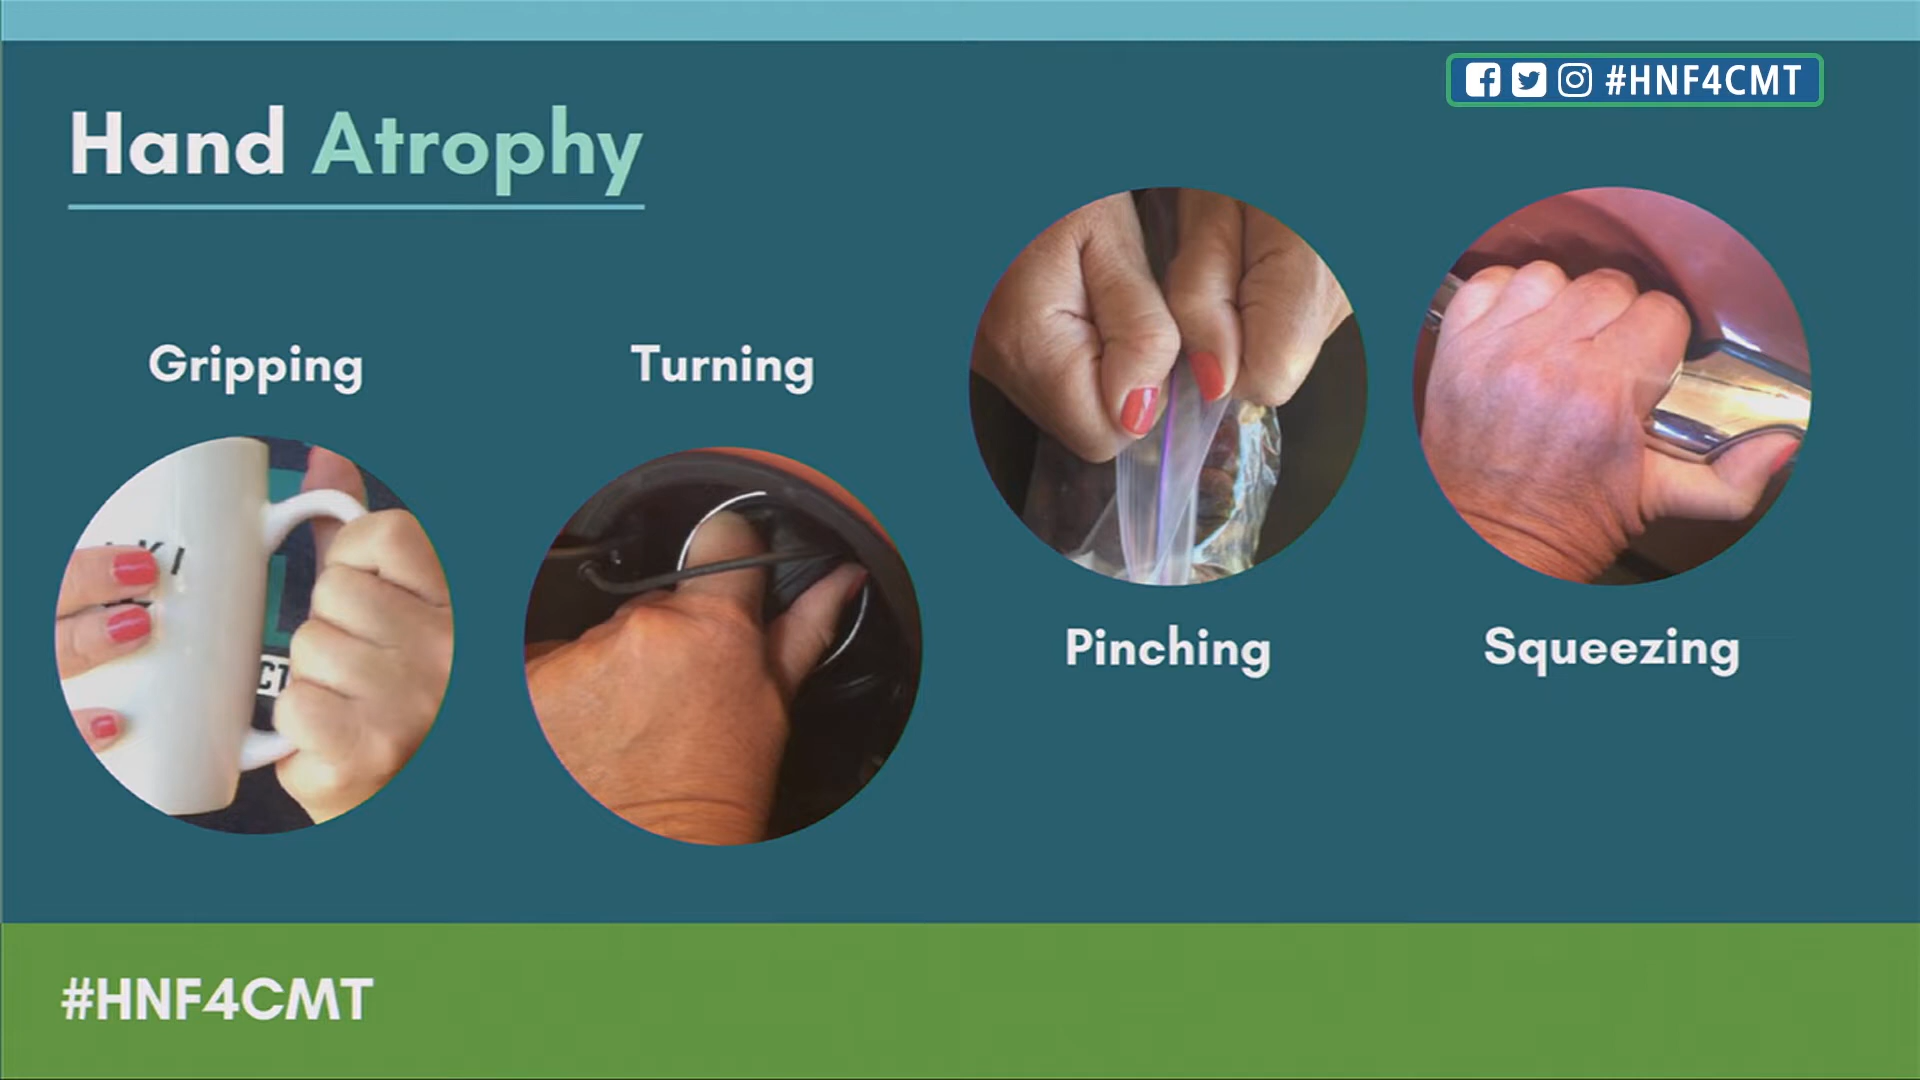 #HNF4CMT
Hand Atrophy
Gripping
Turning
Pinching
Squeezing
#HNF4CMT